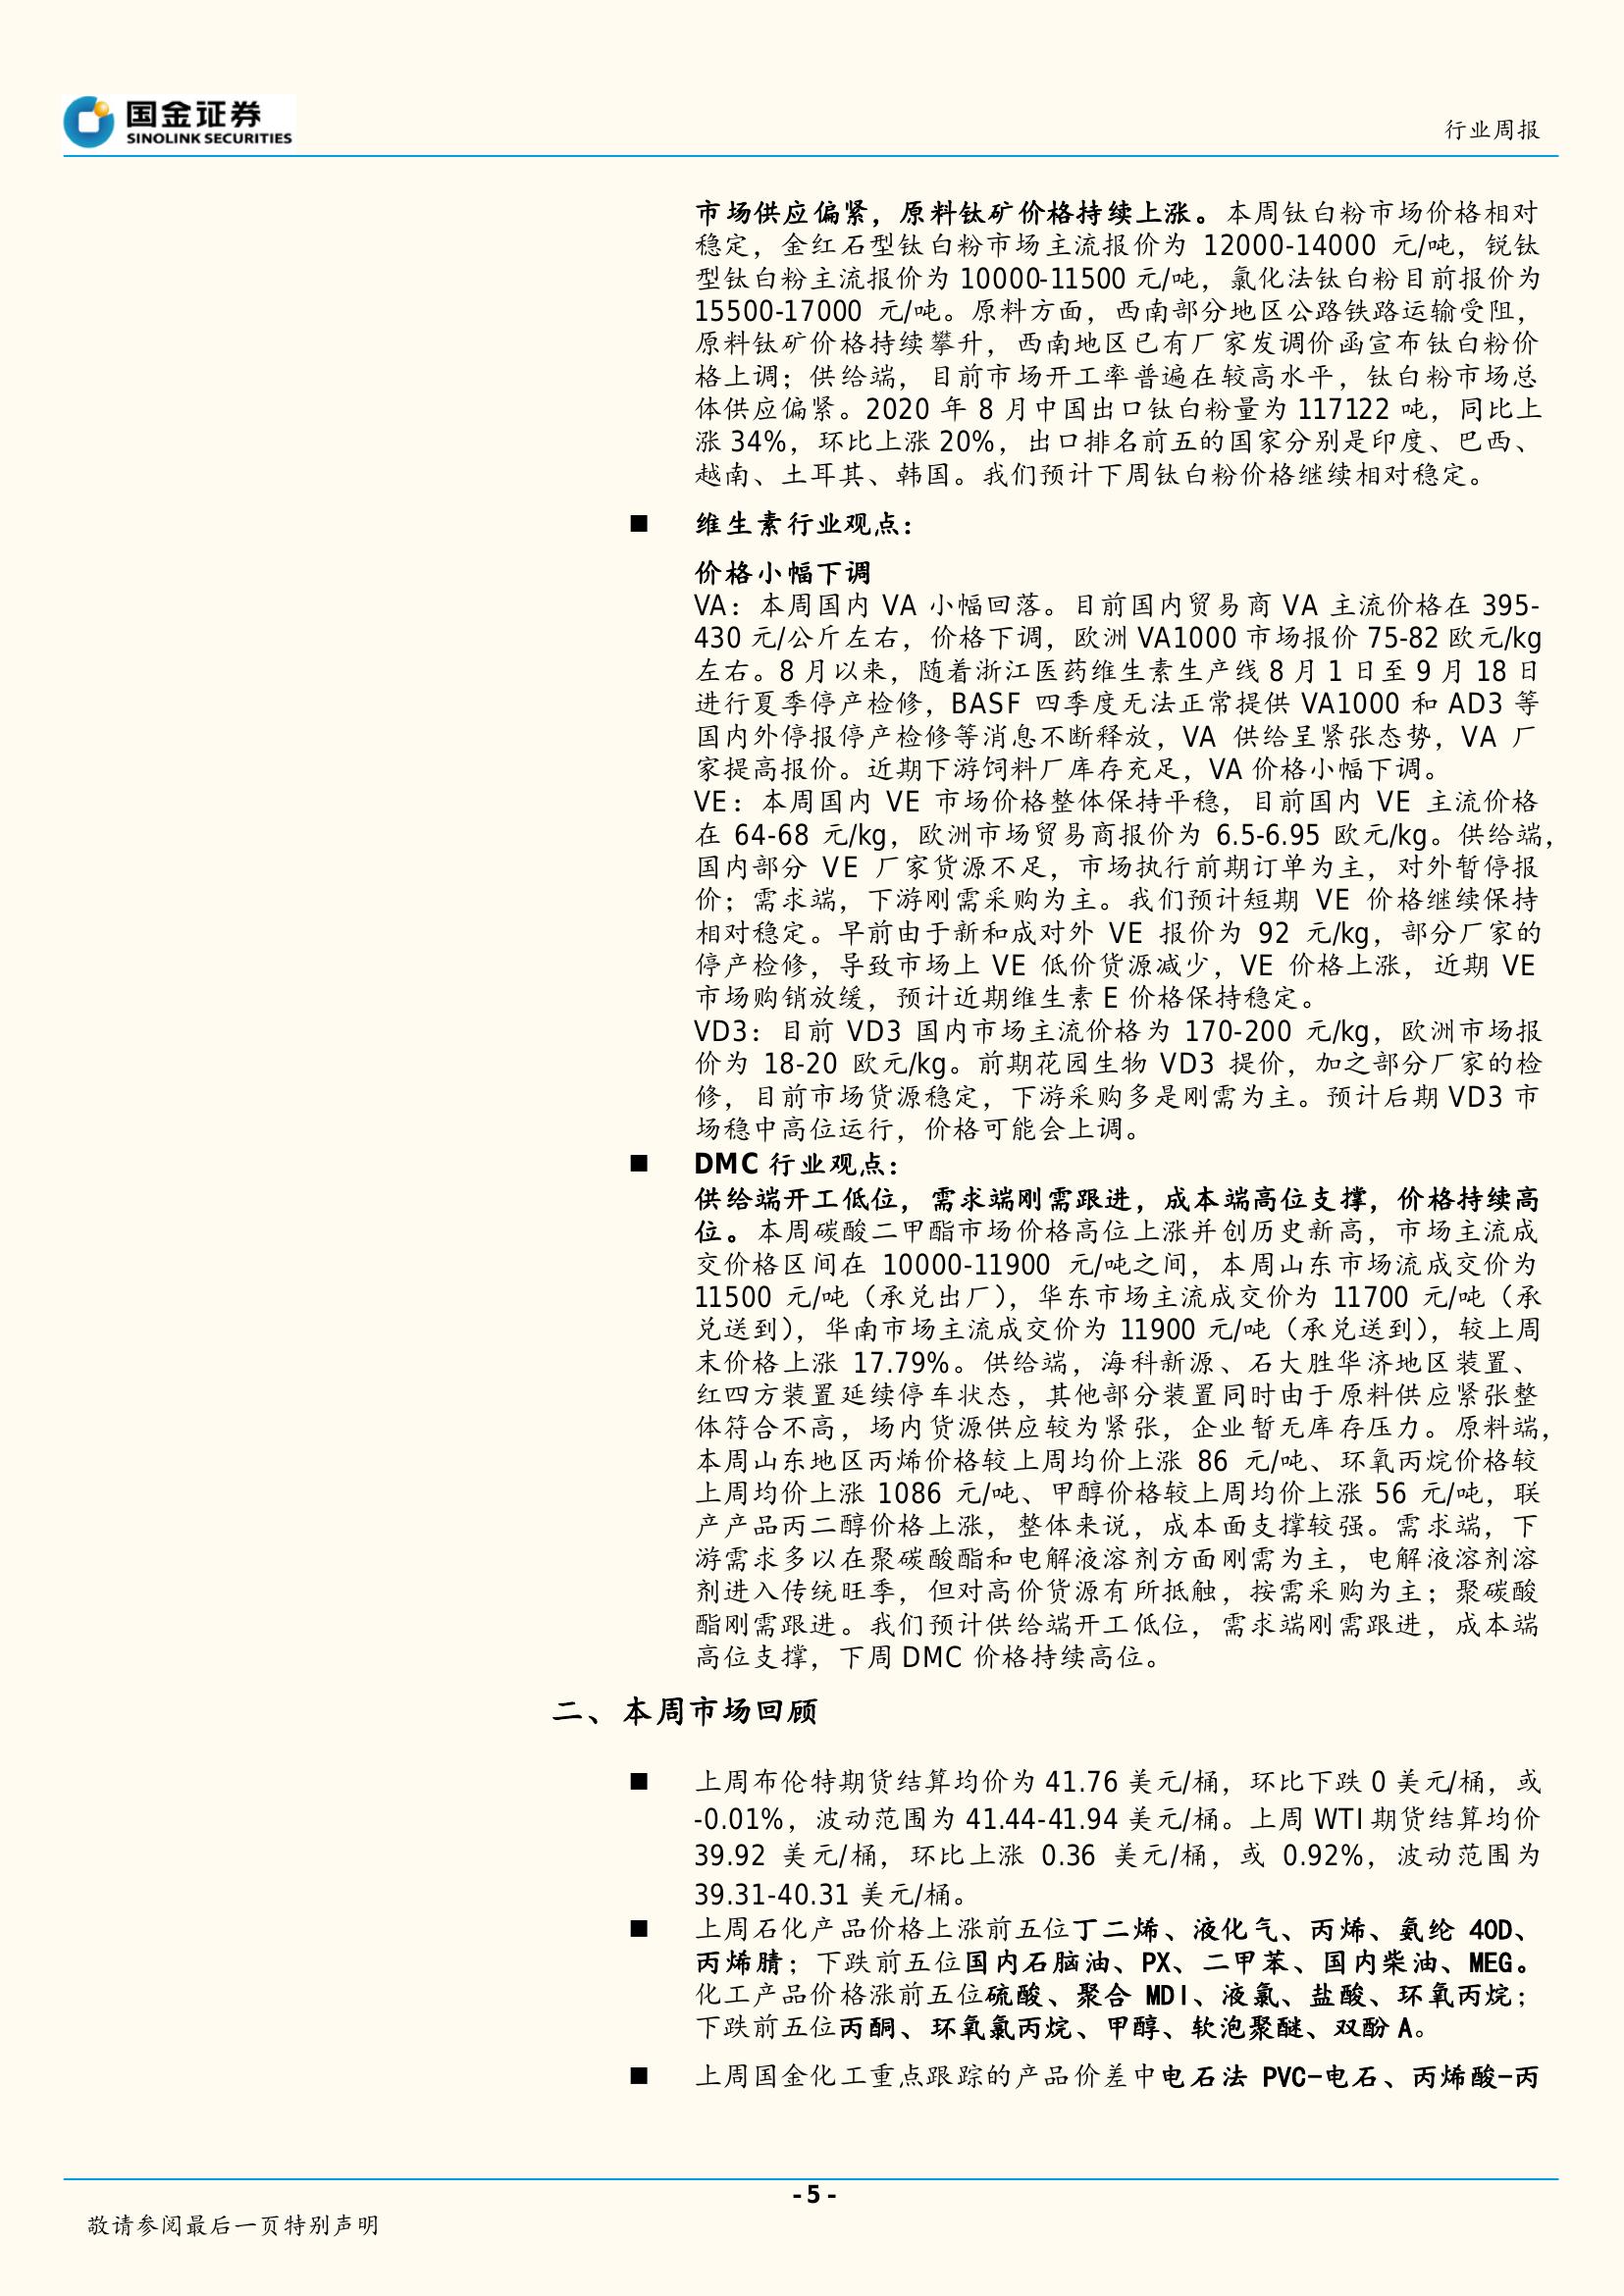 国金证券
SINOLINK SECURITIES
行业周报
市场供应偏紧，原料钛矿价格持续上涨。本周钛白粉市场价格相对
稳定，金红石型钛白粉市场主流报价为 12000-14000 元/吨，锐钛
型钛白粉主流报价为 10000-11500 元/吨，氯化法钛白粉目前报价为
15500-17000 元/吨。原料方面，西南部分地区公路铁路运输受阻，
原料钛矿价格持续攀升，西南地区已有厂家发调价函宣布钛白粉价
格上调；供给端，目前市场开工率普遍在较高水平，钛白粉市场总
体供应偏紧。2020 年 8 月中国出口钛白粉量为 117122 吨，同比上
涨 34%，环比上涨 20%，出口排名前五的国家分别是印度、巴西、
越南、土耳其、韩国。我们预计下周钛白粉价格继续相对稳定。
■ 维生素行业观点：
价格小幅下调
VA：本周国内 VA 小幅回落。目前国内贸易商 VA 主流价格在 395-
430 元/公斤左右，价格下调，欧洲 VA1000 市场报价 75-82 欧元/kg
左右。8 月以来，随着浙江医药维生素生产线 8 月 1 日至 9 月 18 日
进行夏季停产检修，BASF 四季度无法正常提供 VA1000 和 AD3 等
国内外停报停产检修等消息不断释放，VA 供给呈紧张态势，VA 厂
家提高报价。近期下游饲料厂库存充足，VA 价格小幅下调。
VE：本周国内 VE 市场价格整体保持平稳，目前国内 VE 主流价格
在 64-68 元/kg，欧洲市场贸易商报价为 6.5-6.95 欧元/kg。供给端，
国内部分 VE 厂家货源不足，市场执行前期订单为主，对外暂停报
价；需求端，下游刚需采购为主。我们预计短期 VE 价格继续保持
相对稳定。早前由于新和成对外 VE 报价为 92 元/kg，部分厂家的
停产检修，导致市场上 VE 低价货源减少，VE 价格上涨，近期 VE
市场购销放缓，预计近期维生素 E 价格保持稳定。
VD3：目前 VD3 国内市场主流价格为 170-200 元/kg，欧洲市场报
价为 18-20 欧元/kg。前期花园生物 VD3 提价，加之部分厂家的检
修，目前市场货源稳定，下游采购多是刚需为主。预计后期 VD3 市
场稳中高位运行，价格可能会上调。
■ DMC 行业观点：
供给端开工低位，需求端刚需跟进，成本端高位支撑，价格持续高
位。本周碳酸二甲酯市场价格高位上涨并创历史新高，市场主流成
交价格区间在 10000-11900 元/吨之间，本周山东市场流成交价为
11500 元/吨（承兑出厂），华东市场主流成交价为 11700 元/吨（承
兑送到），华南市场主流成交价为 11900 元/吨（承兑送到），较上周
末价格上涨 17.79%。供给端，海科新源、石大胜华济地区装置、
红四方装置延续停车状态，其他部分装置同时由于原料供应紧张整
体符合不高，场内货源供应较为紧张，企业暂无库存压力。原料端，
本周山东地区丙烯价格较上周均价上涨 86 元/吨、环氧丙烷价格较
上周均价上涨 1086 元/吨、甲醇价格较上周均价上涨 56 元/吨，联
产产品丙二醇价格上涨，整体来说，成本面支撑较强。需求端，下
游需求多以在聚碳酸酯和电解液溶剂方面刚需为主，电解液溶剂溶
剂进入传统旺季，但对高价货源有所抵触，按需采购为主；聚碳酸
酯刚需跟进。我们预计供给端开工低位，需求端刚需跟进，成本端
高位支撑，下周 DMC 价格持续高位。
二、本周市场回顾
■ 上周布伦特期货结算均价为 41.76 美元/桶，环比下跌 0 美元/桶，或
-0.01%，波动范围为 41.44-41.94 美元/桶。上周 WTI 期货结算均价
39.92 美元/桶，环比上涨 0.36 美元/桶，或 0.92%，波动范围为
39.31-40.31 美元/桶。
■ 上周石化产品价格上涨前五位丁二烯、液化气、丙烯、氨纶 40D、
丙烯腈；下跌前五位国内石脑油、PX、二甲苯、国内柴油、MEG。
化工产品价格涨前五位硫酸、聚合 MDI、液氯、盐酸、环氧丙烷；
下跌前五位丙酮、环氧氯丙烷、甲醇、软泡聚醚、双酚 A。
■ 上周国金化工重点跟踪的产品价差中电石法 PVC-电石、丙烯酸-丙
- 5 -
敬请参阅最后一页特别声明